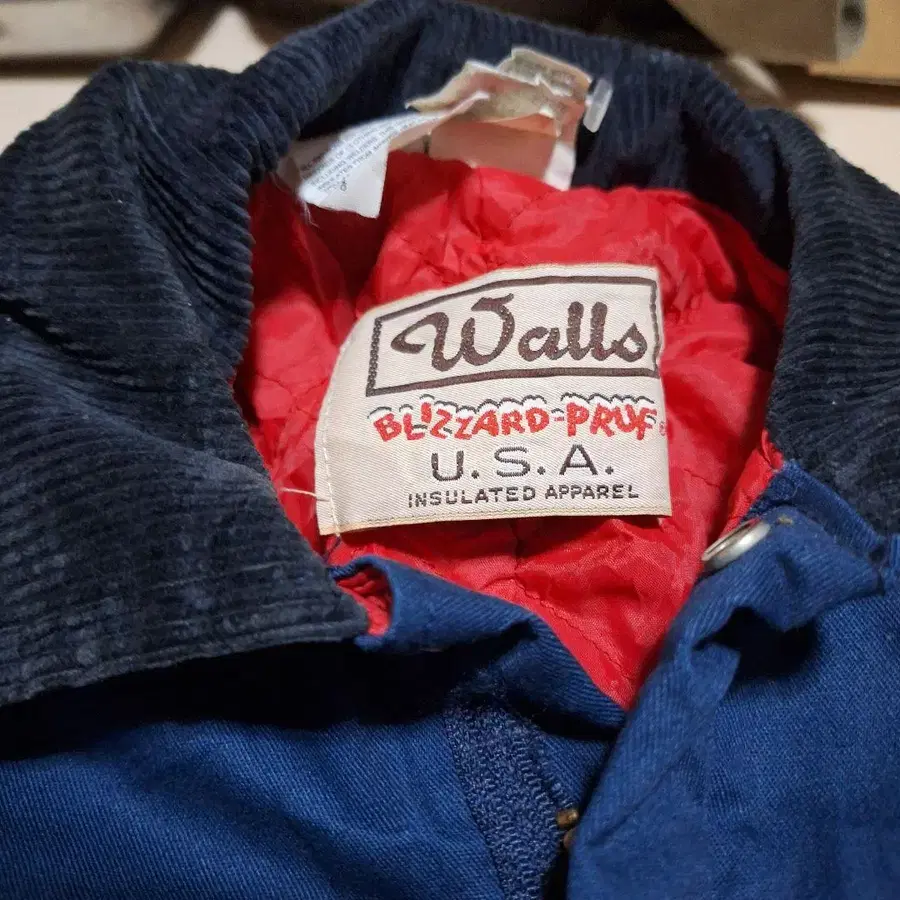 Walls
BLIZZARD-PRUF®
U.S.A.
INSULATED APPAREL